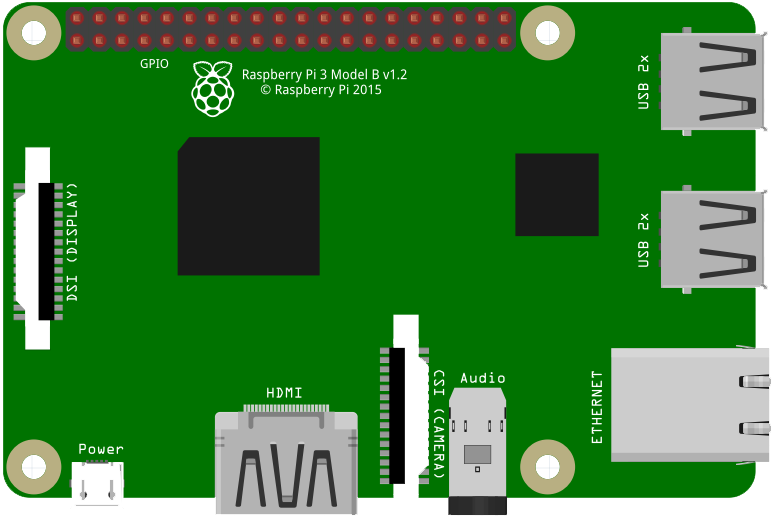 GPIO
Raspberry Pi 3 Model B v1.2
© Raspberry Pi 2015
USB 2x
DSI (DISPLAY)
USB 2x
HDMI
Audio
CSI (CAMERA)
ETHERNET
Power